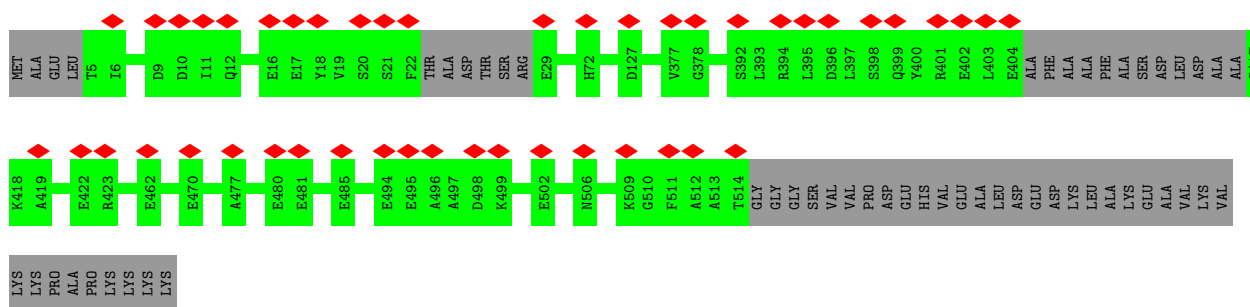 MET ALA GLU LEU T5 I6 D9 D10 I11 Q12 E16 E17 Y18 V19 S20 S21 F22 THR ALA ASP THR SER ARG E29 H72 D127 V377 G378 S392 L393 R394 L395 D396 L397 S398 Q399 Y400 R401 E402 L403 E404 ALA PHE ALA ALA PHE ALA SER ASP LEU ASP ALA ALA
K418 A419 E422 R423 E462 E470 A477 E480 E481 E485 E494 E495 A496 A497 D498 K499 E502 N506 K509 G510 F511 A512 A513 T514 GLY GLY GLY SER VAL VAL PRO ASP GLU HIS VAL GLU ALA LEU ASP GLU ASP LYS LEU ALA LYS GLU ALA VAL LYS VAL
LYS LYS PRO ALA PRO LYS LYS LYS LYS